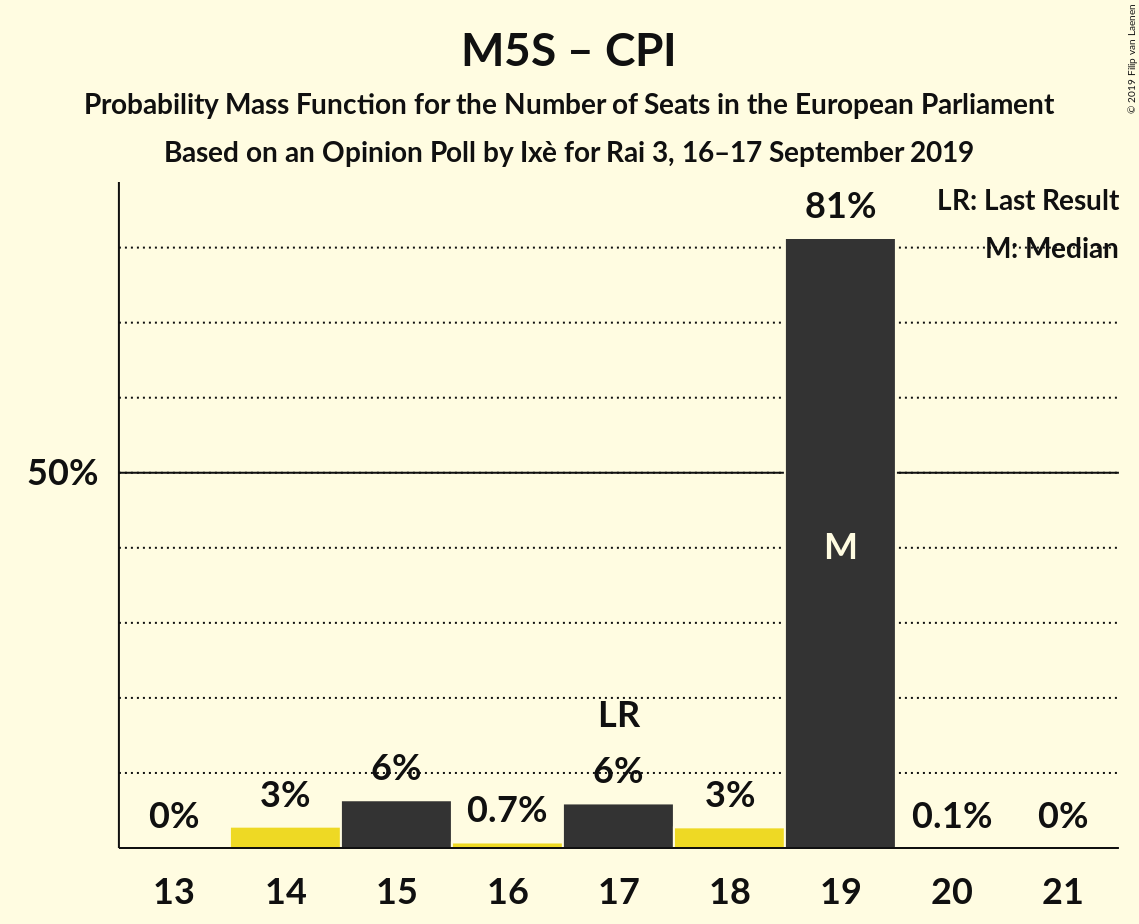 M5S – CPI
Probability Mass Function for the Number of Seats in the European Parliament
Based on an Opinion Poll by Ixè for Rai 3, 16–17 September 2019
© 2019 Filip van Laenen
LR: Last Result
M: Median
81%
50%
M
LR
0%
3%
6%
0.7%
6%
3%
0.1%
0%
13 14 15 16 17 18 19 20 21